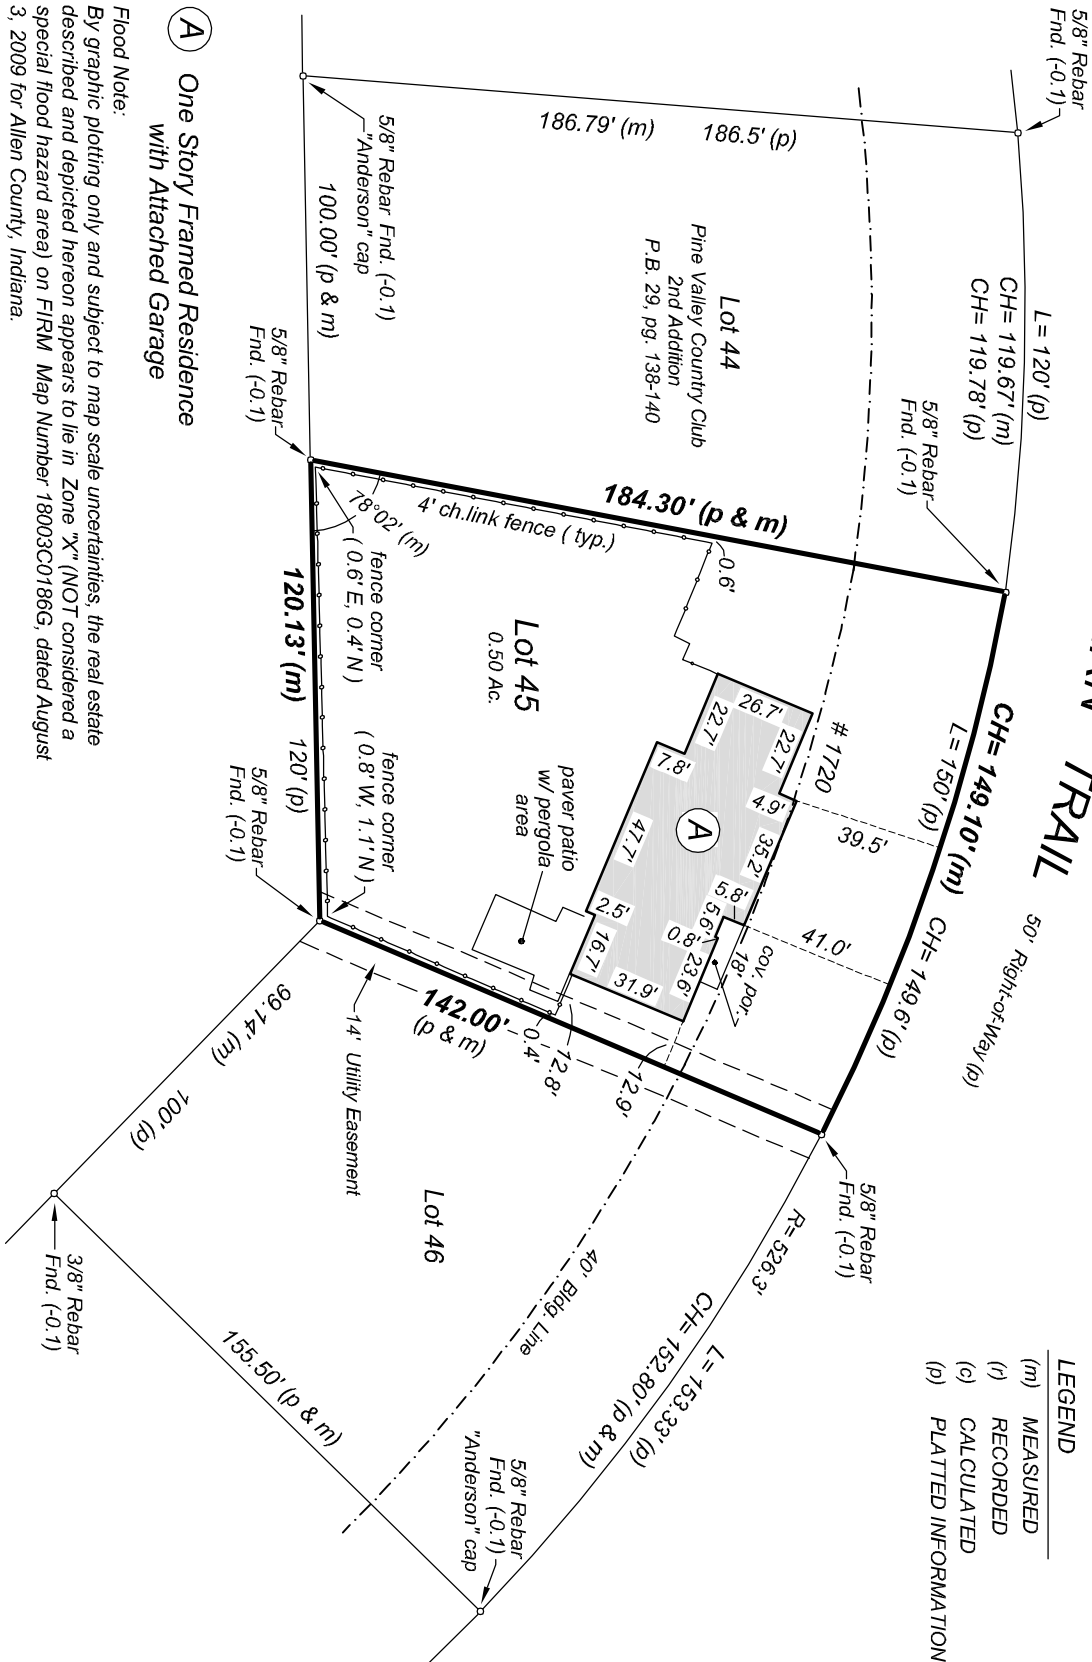 TRAIL
50' Right-of-Way (p)
LEGEND
(m) MEASURED
(r) RECORDED
(c) CALCULATED
(p) PLATTED INFORMATION
5/8" Rebar
Fnd. (-0.1)
L= 120' (p)
CH= 119.67' (m)
CH= 119.78' (p)
5/8" Rebar
Fnd. (-0.1)
CH= 149.10' (m)
CH= 149.6' (p)
L= 150' (p)
5/8" Rebar
Fnd. (-0.1)
R= 526.3'
L= 153.33' (p)
CH= 152.80' (p & m)
186.79' (m)
186.5' (p)
Lot 44
Pine Valley Country Club
2nd Addition
P.B. 29, pg. 138-140
184.30' (p & m)
# 1720
39.5'
41.0'
26.7'
22.7'
22.7'
4.9'
35.2'
5.8'
5.6'
0.8'
23.6'
18'
cov. por.
7.8'
47.7'
2.5'
16.7'
31.9'
A
12.9'
12.8'
0.4'
0.6'
4' ch.link fence ( typ.)
78°02' (m)
fence corner
( 0.6' E, 0.4' N )
Lot 45
0.50 Ac.
paver patio
w/ pergola
area
fence corner
( 0.8' W, 1.1' N )
142.00'
(p & m)
14' Utility Easement
40' Bldg. Line
Lot 46
5/8" Rebar
Fnd. (-0.1)
"Anderson" cap
155.50' (p & m)
5/8" Rebar Fnd. (-0.1)
"Anderson" cap
100.00' (p & m)
5/8" Rebar
Fnd. (-0.1)
120.13' (m)
120' (p)
5/8" Rebar
Fnd. (-0.1)
99.14' (m)
100' (p)
3/8" Rebar
Fnd. (-0.1)
A One Story Framed Residence
with Attached Garage
Flood Note:
By graphic plotting only and subject to map scale uncertainties, the real estate
described and depicted hereon appears to lie in Zone "X" (NOT considered a
special flood hazard area) on FIRM Map Number 18003C0186G, dated August
3, 2009 for Allen County, Indiana.